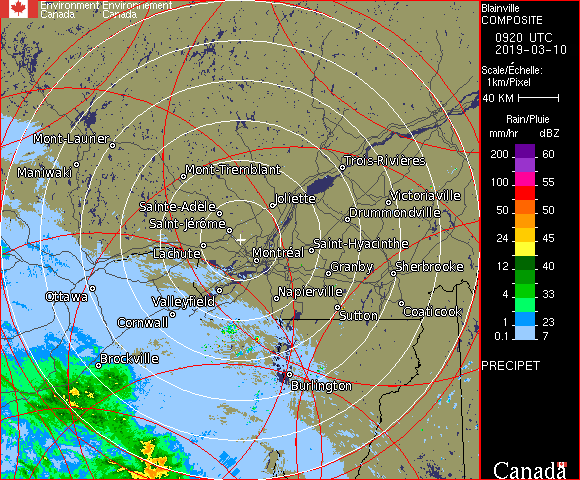 Environment Environnement
Canada Canada
Blainville
COMPOSITE
0920 UTC
2019-03-10
Scale/Échelle:
1km/Pixel
40 KM
Rain/Pluie
mm/hr dBZ
200 60
100 55
50 50
24 45
12 40
4 33
1 23
0.1 7
PRECIPET
Canada
Mont-Laurier
Maniwaki
Mont-Tremblant
Trois-Rivières
Sainte-Adèle
Joliette
Victoriaville
Saint-Jérôme
Drummondville
Lachute
Montréal
Saint-Hyacinthe
Granby
Sherbrooke
Ottawa
Valleyfield
Napierville
Cornwall
Sutton
Coaticook
Brockville
Burlington